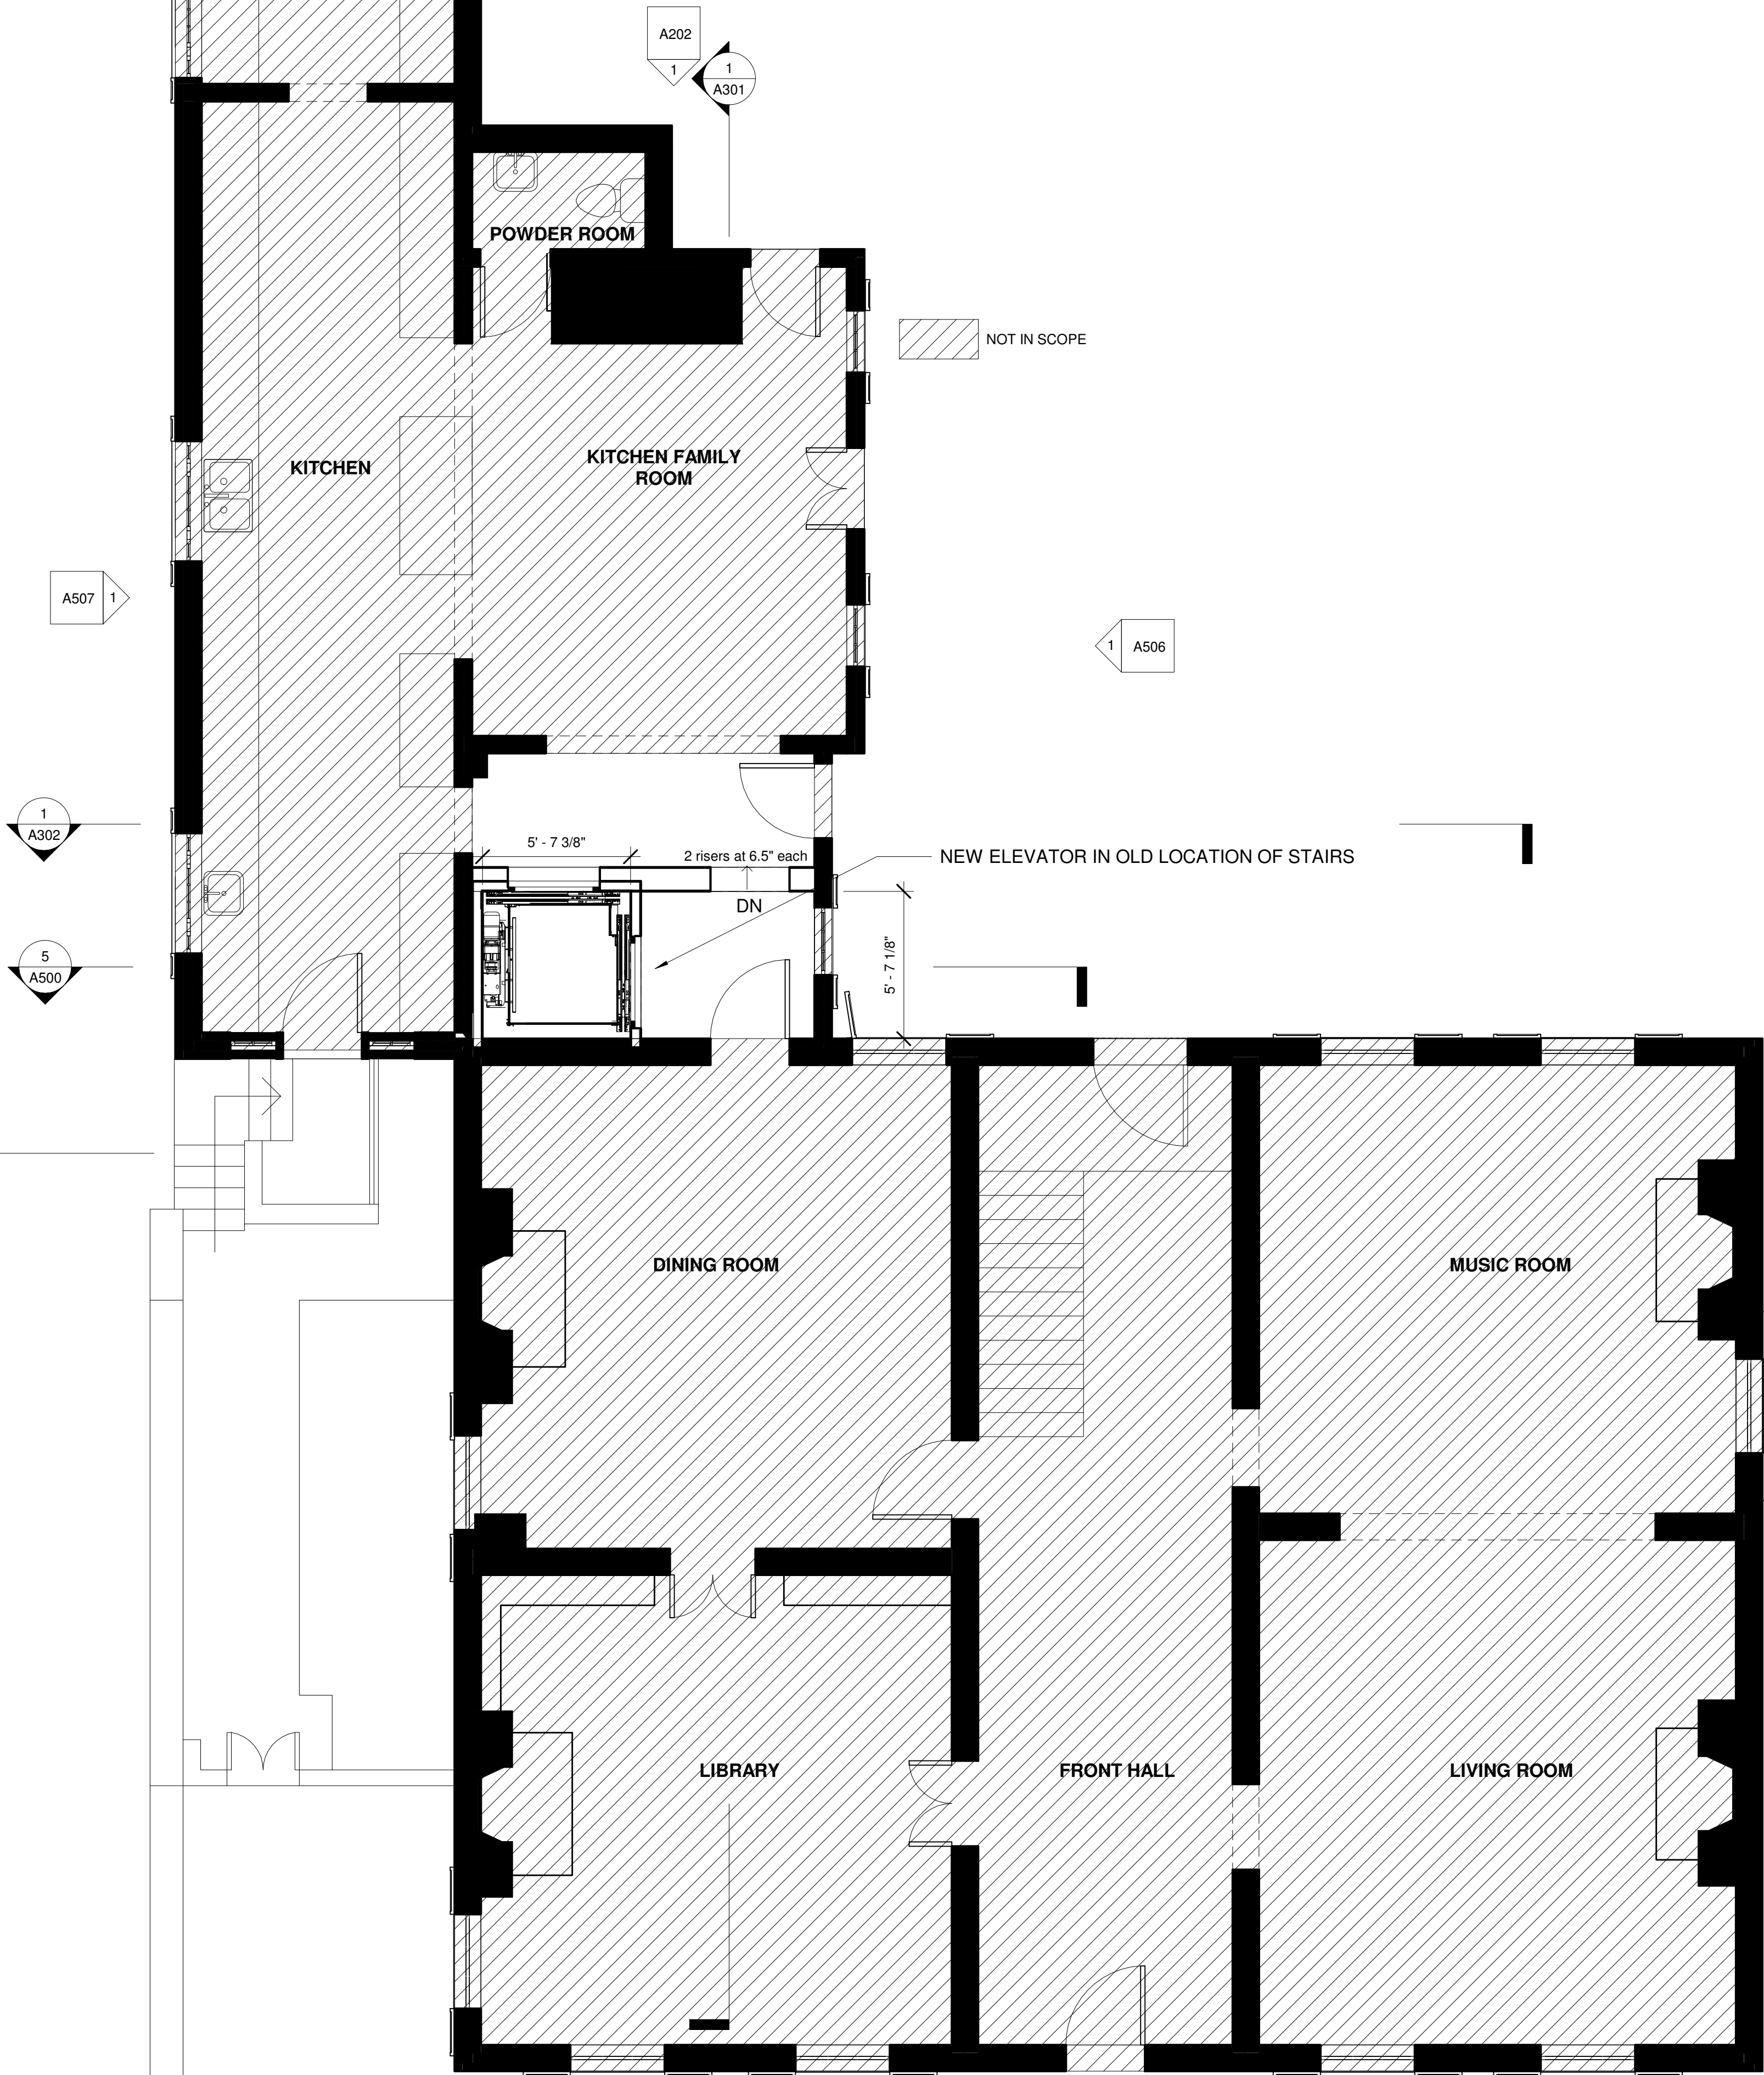 A202
1
1
A301
POWDER ROOM
NOT IN SCOPE
KITCHEN
KITCHEN FAMILY
ROOM
A507
1
1
A506
1
A302
5' - 7 3/8"
2 risers at 6.5" each
NEW ELEVATOR IN OLD LOCATION OF STAIRS
DN
5' - 7 1/8"
5
A500
DINING ROOM
MUSIC ROOM
LIBRARY
FRONT HALL
LIVING ROOM